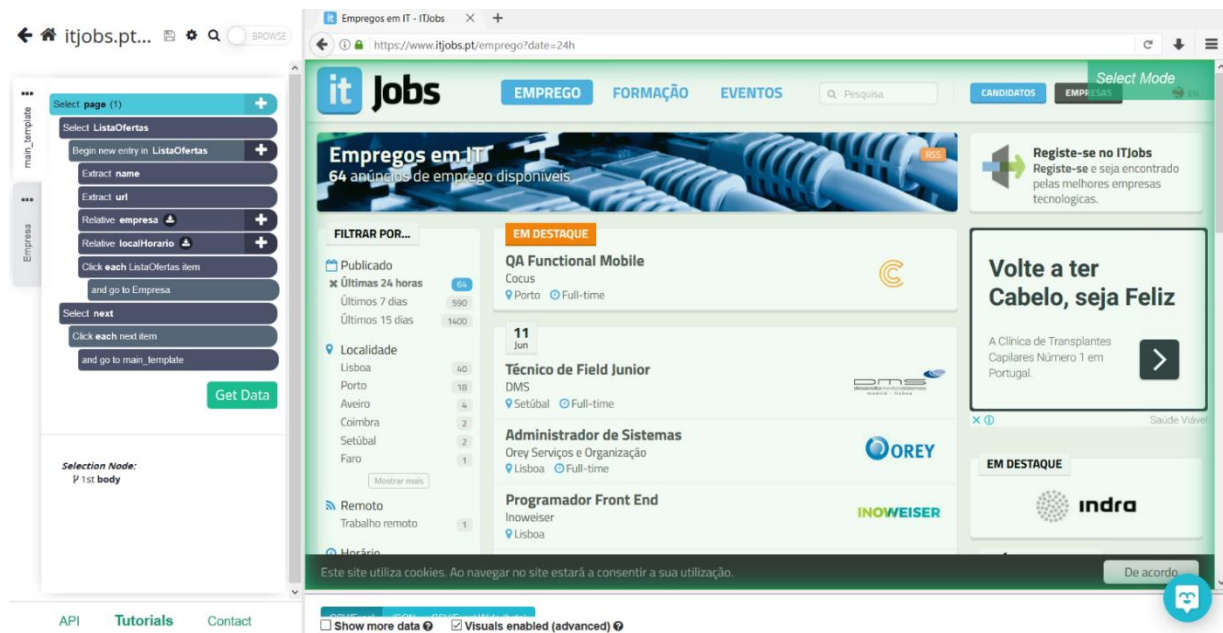 itjobs.pt... BROWSE
main_template
Empresa
Select page (1)
Select ListaOfertas
Begin new entry in ListaOfertas
Extract name
Extract url
Relative empresa
Relative localHorario
Click each ListaOfertas item
and go to Empresa
Select next
Click each next item
and go to main_template
Get Data
Selection Node:
1st body
API Tutorials Contact
it Empregos em IT - ITJobs
https://www.itjobs.pt/emprego?date=24h
Select Mode
it Jobs
EMPREGO FORMAÇÃO EVENTOS Pesquisa CANDIDATOS EMPRESAS EN
Empregos em IT
64 anúncios de emprego disponíveis
RSS
Registe-se no ITJobs
Registe-se e seja encontrado
pelas melhores empresas
tecnologicas.
FILTRAR POR...
Publicado
Últimas 24 horas 64
Últimos 7 dias 590
Últimos 15 dias 1400
Localidade
Lisboa 40
Porto 18
Aveiro 4
Coimbra 2
Setúbal 2
Faro 1
Mostrar mais
Remoto
Trabalho remoto 1
Horário
EM DESTAQUE
QA Functional Mobile
Cocus
Porto Full-time
11
Jun
Técnico de Field Junior
DMS
Setúbal Full-time
DMS
Administrador de Sistemas
Orey Serviços e Organização
Lisboa Full-time
OREY
Programador Front End
Inoweiser
Lisboa
INOWEISER
Volte a ter
Cabelo, seja Feliz
A Clínica de Transplantes
Capilares Número 1 em
Portugal.
Saúde Viável
EM DESTAQUE
indra
Este site utiliza cookies. Ao navegar no site estará a consentir a sua utilização.
De acordo
Show more data Visuals enabled (advanced)